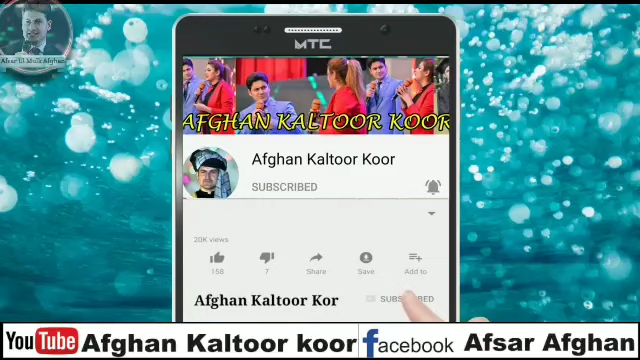 MTC
Afsar Ul Mulk Afghan
AFGHAN KALTOOR KOOR
Afghan Kaltoor Koor
SUBSCRIBED
20K views
158
7
Share
Save
Add to
Afghan Kaltoor Kor
SUBSCRIBED
YouTube Afghan Kaltoor koor facebook Afsar Afghan